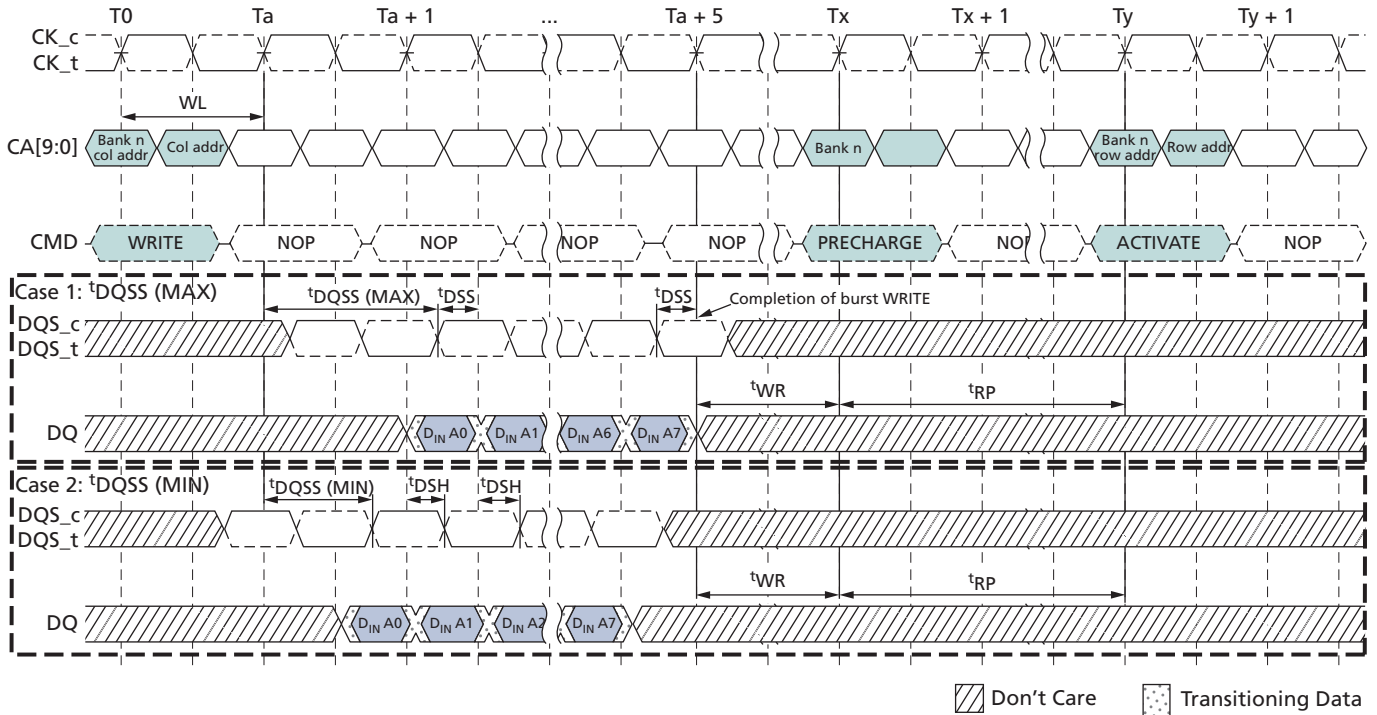 T0 Ta Ta + 1 ... Ta + 5 Tx Tx + 1 Ty Ty + 1
CK_c
CK_t
WL
CA[9:0] Bank n col addr Col addr Bank n Bank n row addr Row addr
CMD WRITE NOP NOP NOP NOP PRECHARGE NOP ACTIVATE NOP
Case 1: tDQSS (MAX) tDQSS (MAX) tDSS tDSS Completion of burst WRITE
DQS_c
DQS_t
tWR tRP
DQ DIN A0 DIN A1 DIN A6 DIN A7
Case 2: tDQSS (MIN) tDQSS (MIN) tDSH tDSH
DQS_c
DQS_t
tWR tRP
DQ DIN A0 DIN A1 DIN A2 DIN A7
Don't Care Transitioning Data